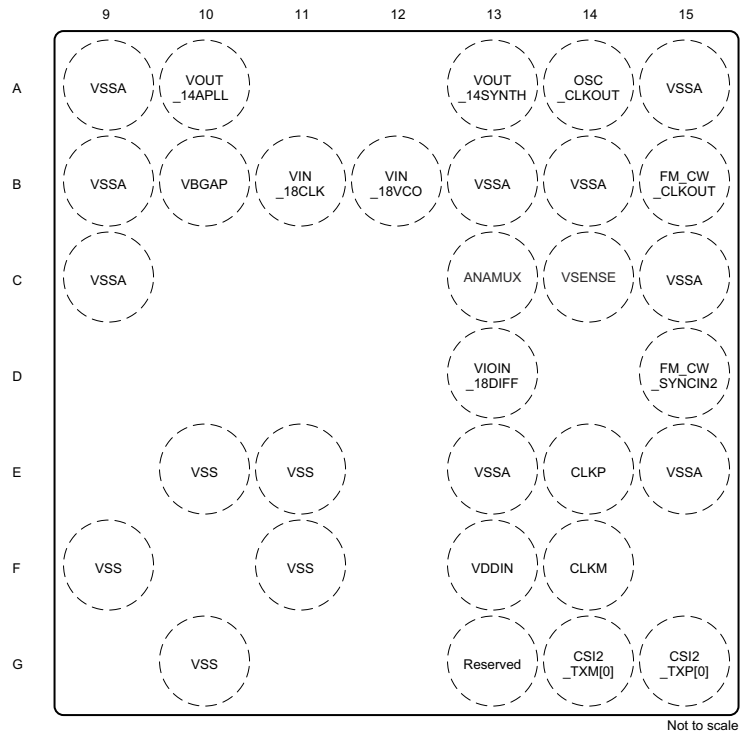 9 10 11 12 13 14 15
A VSSA VOUT _14APLL VOUT _14SYNTH OSC _CLKOUT VSSA
B VSSA VBGAP VIN _18CLK VIN _18VCO VSSA VSSA FM_CW _CLKOUT
C VSSA ANAMUX VSENSE VSSA
D VIOIN _18DIFF FM_CW _SYNCIN2
E VSS VSS VSSA CLKP VSSA
F VSS VSS VDDIN CLKM
G VSS Reserved CSI2 _TXM[0] CSI2 _TXP[0]
Not to scale